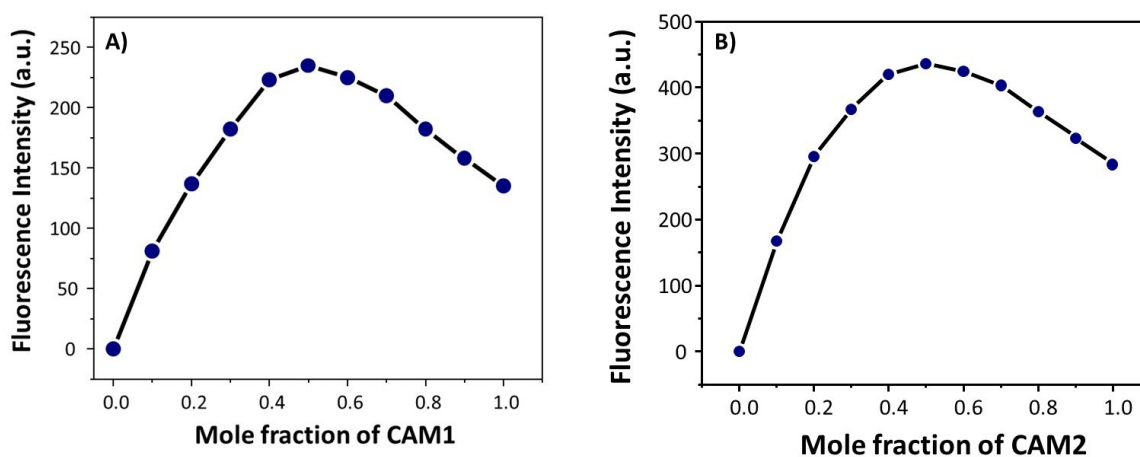 A)
250
200
150
100
50
0
Fluorescence Intensity (a.u.)
0.0 0.2 0.4 0.6 0.8 1.0
Mole fraction of CAM1
B)
500
400
300
200
100
0
Fluorescence Intensity (a.u.)
0.0 0.2 0.4 0.6 0.8 1.0
Mole fraction of CAM2